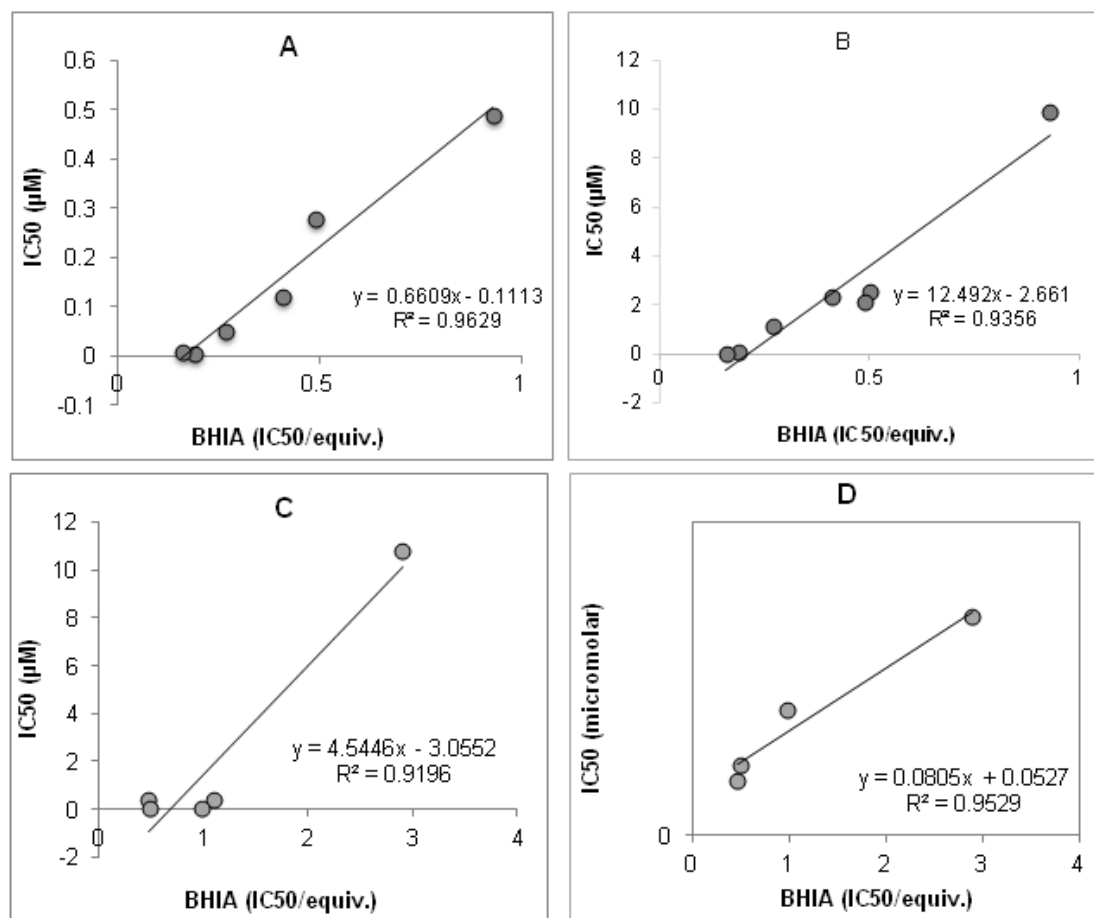 A
0.6
0.5
0.4
0.3
0.2
0.1
0
-0.1
0
0.5
1
IC50 (µM)
y = 0.6609x - 0.1113
R² = 0.9629
BHIA (IC50/equiv.)
B
12
10
8
6
4
2
0
-2
0
0.5
1
IC50 (µM)
y = 12.492x - 2.661
R² = 0.9356
BHIA (IC50/equiv.)
C
12
10
8
6
4
2
0
-2
0
1
2
3
4
IC50 (µM)
y = 4.5446x - 3.0552
R² = 0.9196
BHIA (IC50/equiv.)
D
0
0
1
2
3
4
IC50 (micromolar)
y = 0.0805x + 0.0527
R² = 0.9529
BHIA (IC50/equiv.)